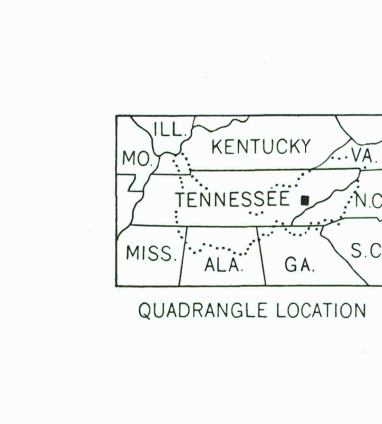 ILL.
KENTUCKY
MO.
VA.
TENNESSEE
N.C
MISS.
ALA.
GA.
S.C
QUADRANGLE LOCATION